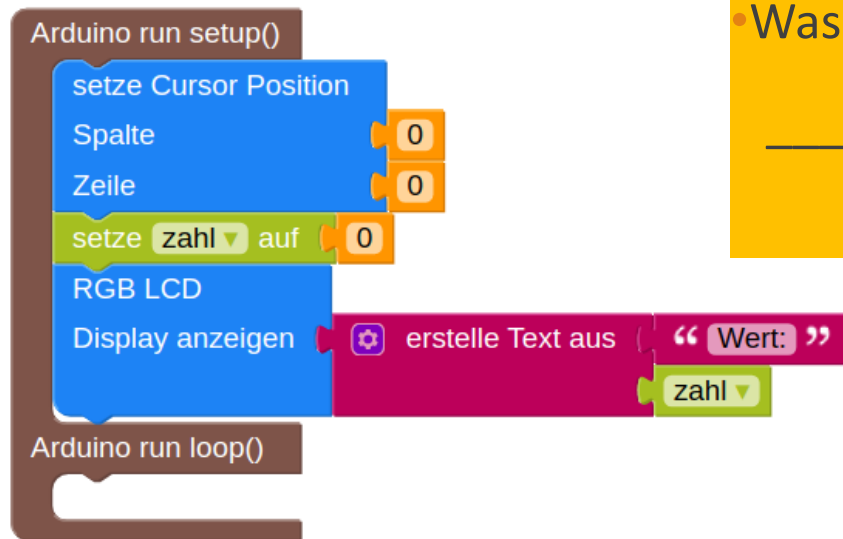 Arduino run setup()
setze Cursor Position
Spalte 0
Zeile 0
setze zahl auf 0
RGB LCD
Display anzeigen erstelle Text aus “ Wert: ”
zahl
Arduino run loop()
•Was